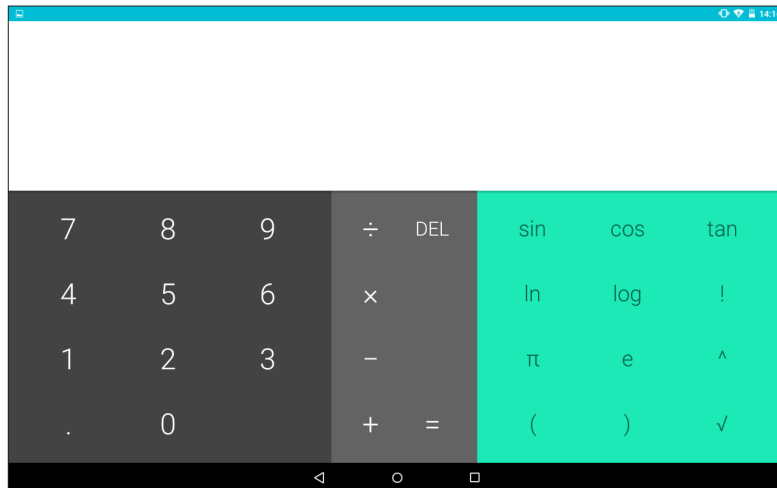 7 8 9 ÷ DEL sin cos tan
4 5 6 × ln log !
1 2 3 − π e ^
. 0 + = ( ) √